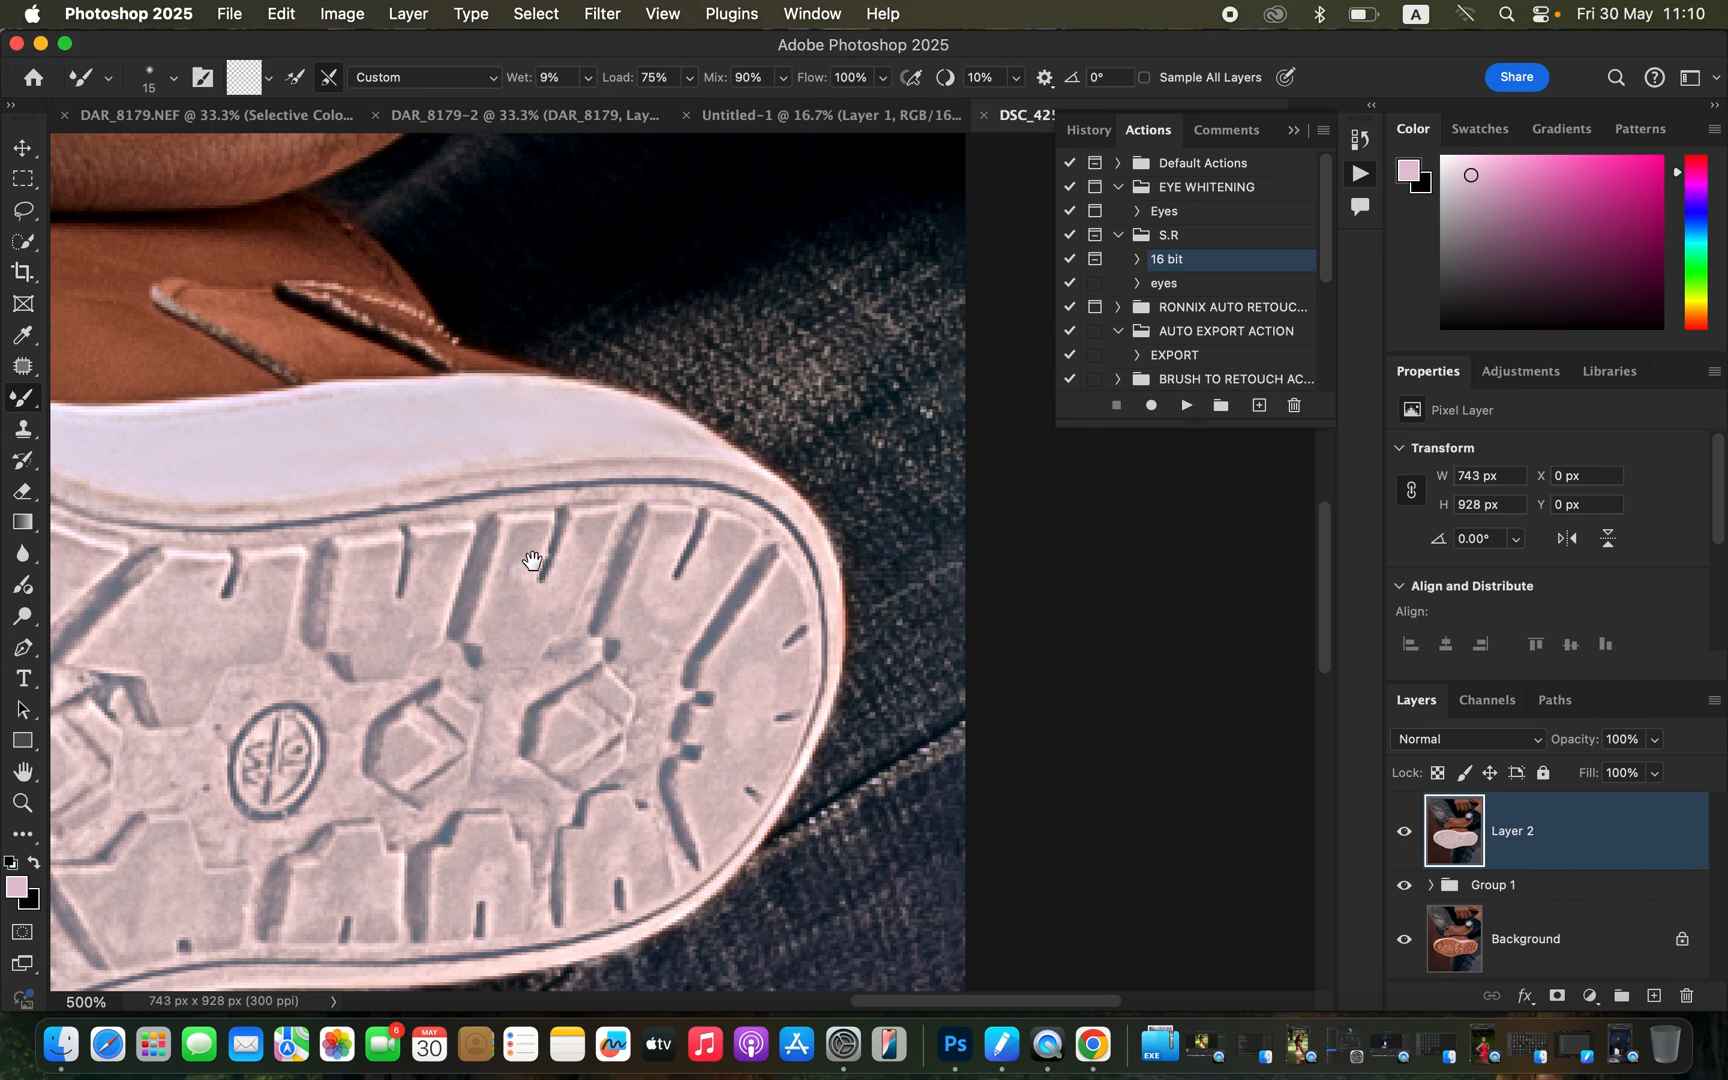 Photoshop 2025 File Edit Image Layer Type Select Filter View Plugins Window Help A Fri 30 May 11:10
Adobe Photoshop 2025
15 Custom Wet: 9% Load: 75% Mix: 90% Flow: 100% 10% 0° Sample All Layers Share
DAR_8179.NEF @ 33.3% (Selective Colo... DAR_8179-2 @ 33.3% (DAR_8179, Lay... Untitled-1 @ 16.7% (Layer 1, RGB/16... DSC_425
History Actions Comments
Default Actions
EYE WHITENING
Eyes
S.R
16 bit
eyes
RONNIX AUTO RETOUC...
AUTO EXPORT ACTION
EXPORT
BRUSH TO RETOUCH AC...
Color Swatches Gradients Patterns
Properties Adjustments Libraries
Pixel Layer
Transform
W 743 px X 0 px
H 928 px Y 0 px
0.00°
Align and Distribute
Align:
Layers Channels Paths
Normal Opacity: 100%
Lock: Fill: 100%
Layer 2
Group 1
Background
500% 743 px x 928 px (300 ppi)
6
MAY
30
tv
Ps
EXE